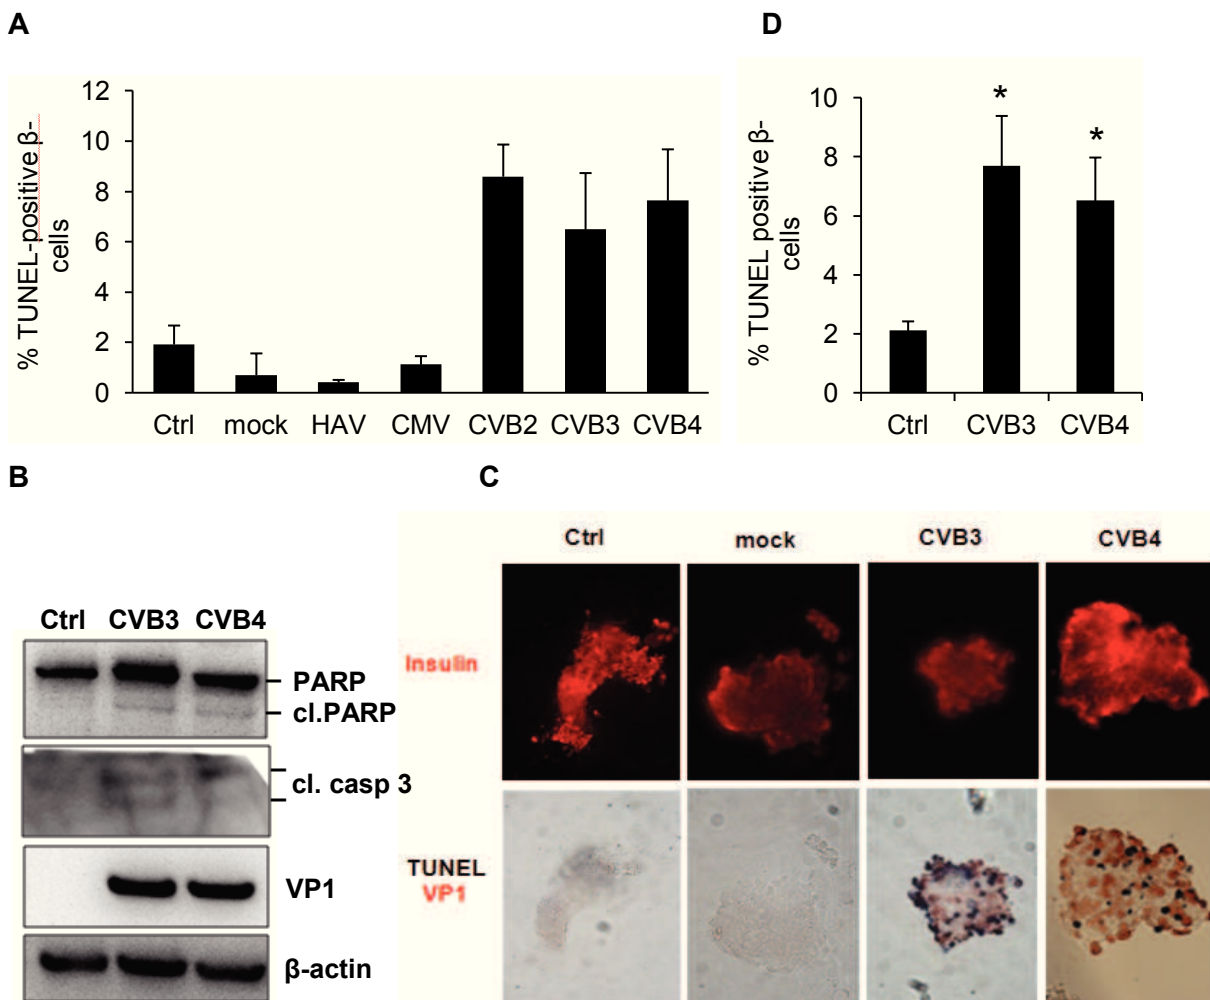 A
% TUNEL-positive β-
cells
12
10
8
6
4
2
0
Ctrl mock HAV CMV CVB2 CVB3 CVB4
D
% TUNEL positive β-
cells
10
8
6
4
2
0
* *
Ctrl CVB3 CVB4
B
Ctrl CVB3 CVB4
PARP
cl.PARP
cl. casp 3
VP1
β-actin
C
Ctrl mock CVB3 CVB4
Insulin
TUNEL
VP1